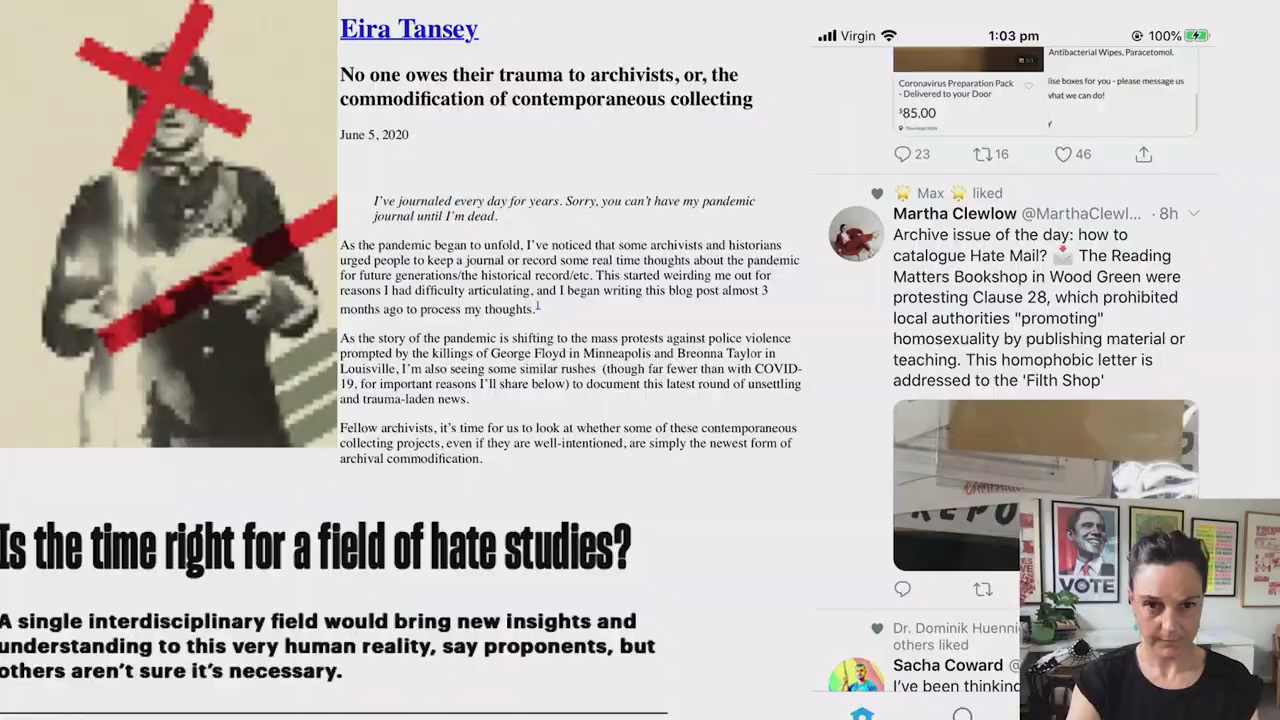 Eira Tansey
No one owes their trauma to archivists, or, the
commodification of contemporaneous collecting
June 5, 2020
I've journaled every day for years. Sorry, you can't have my pandemic
journal until I'm dead.
As the pandemic began to unfold, I've noticed that some archivists and historians
urged people to keep a journal or record some real time thoughts about the pandemic
for future generations/the historical record/etc. This started weirding me out for
reasons I had difficulty articulating, and I began writing this blog post almost 3
months ago to process my thoughts.1
As the story of the pandemic is shifting to the mass protests against police violence
prompted by the killings of George Floyd in Minneapolis and Breonna Taylor in
Louisville, I'm also seeing some similar rushes (though far fewer than with COVID-
19, for important reasons I'll share below) to document this latest round of unsettling
and trauma-laden news.
Fellow archivists, it's time for us to look at whether some of these contemporaneous
collecting projects, even if they are well-intentioned, are simply the newest form of
archival commodification.
Is the time right for a field of hate studies?
A single interdisciplinary field would bring new insights and
understanding to this very human reality, say proponents, but
others aren't sure it's necessary.
Virgin 1:03 pm 100%
Antibacterial Wipes, Paracetomol.
Coronavirus Preparation Pack
- Delivered to your Door
$85.00
lise boxes for you - please message us
what we can do!
23 16 46
Max liked
Martha Clewlow @MarthaClewl... · 8h
Archive issue of the day: how to
catalogue Hate Mail? The Reading
Matters Bookshop in Wood Green were
protesting Clause 28, which prohibited
local authorities "promoting"
homosexuality by publishing material or
teaching. This homophobic letter is
addressed to the 'Filth Shop'
REPO
VOTE
Dr. Dominik Huenni
others liked
Sacha Coward @
I've been thinking